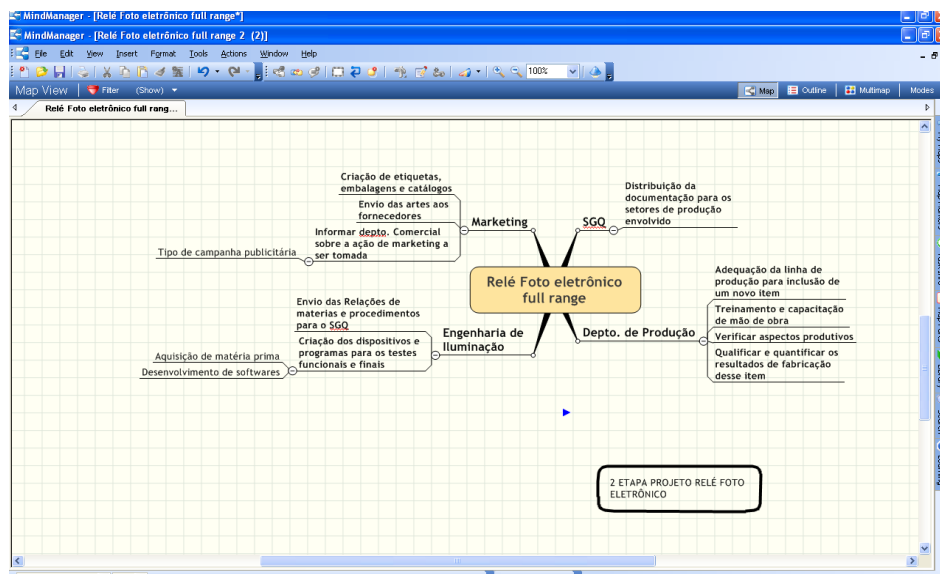 MindManager - [Relé Foto eletrônico full range*]
MindManager - [Relé Foto eletrônico full range 2 (2)]
File Edit View Insert Format Tools Actions Window Help
100%
Map View Filter (Show) Map Outline Multimap Modes
Relé Foto eletrônico full rang...
Criação de etiquetas,
embalagens e catálogos
Envio das artes aos
fornecedores
Informar depto. Comercial
sobre a ação de marketing a
ser tomada
Tipo de campanha publicitária
Marketing
SGQ
Distribuição da
documentação para os
setores de produção
envolvido
Relé Foto eletrônico
full range
Envio das Relações de
materias e procedimentos
para o SGQ
Criação dos dispositivos e
programas para os testes
funcionais e finais
Aquisição de matéria prima
Desenvolvimento de softwares
Engenharia de
Iluminação
Depto. de Produção
Adequação da linha de
produção para inclusão de
um novo item
Treinamento e capacitação
de mão de obra
Verificar aspectos produtivos
Qualificar e quantificar os
resultados de fabricação
desse item
2 ETAPA PROJETO RELÉ FOTO
ELETRÔNICO